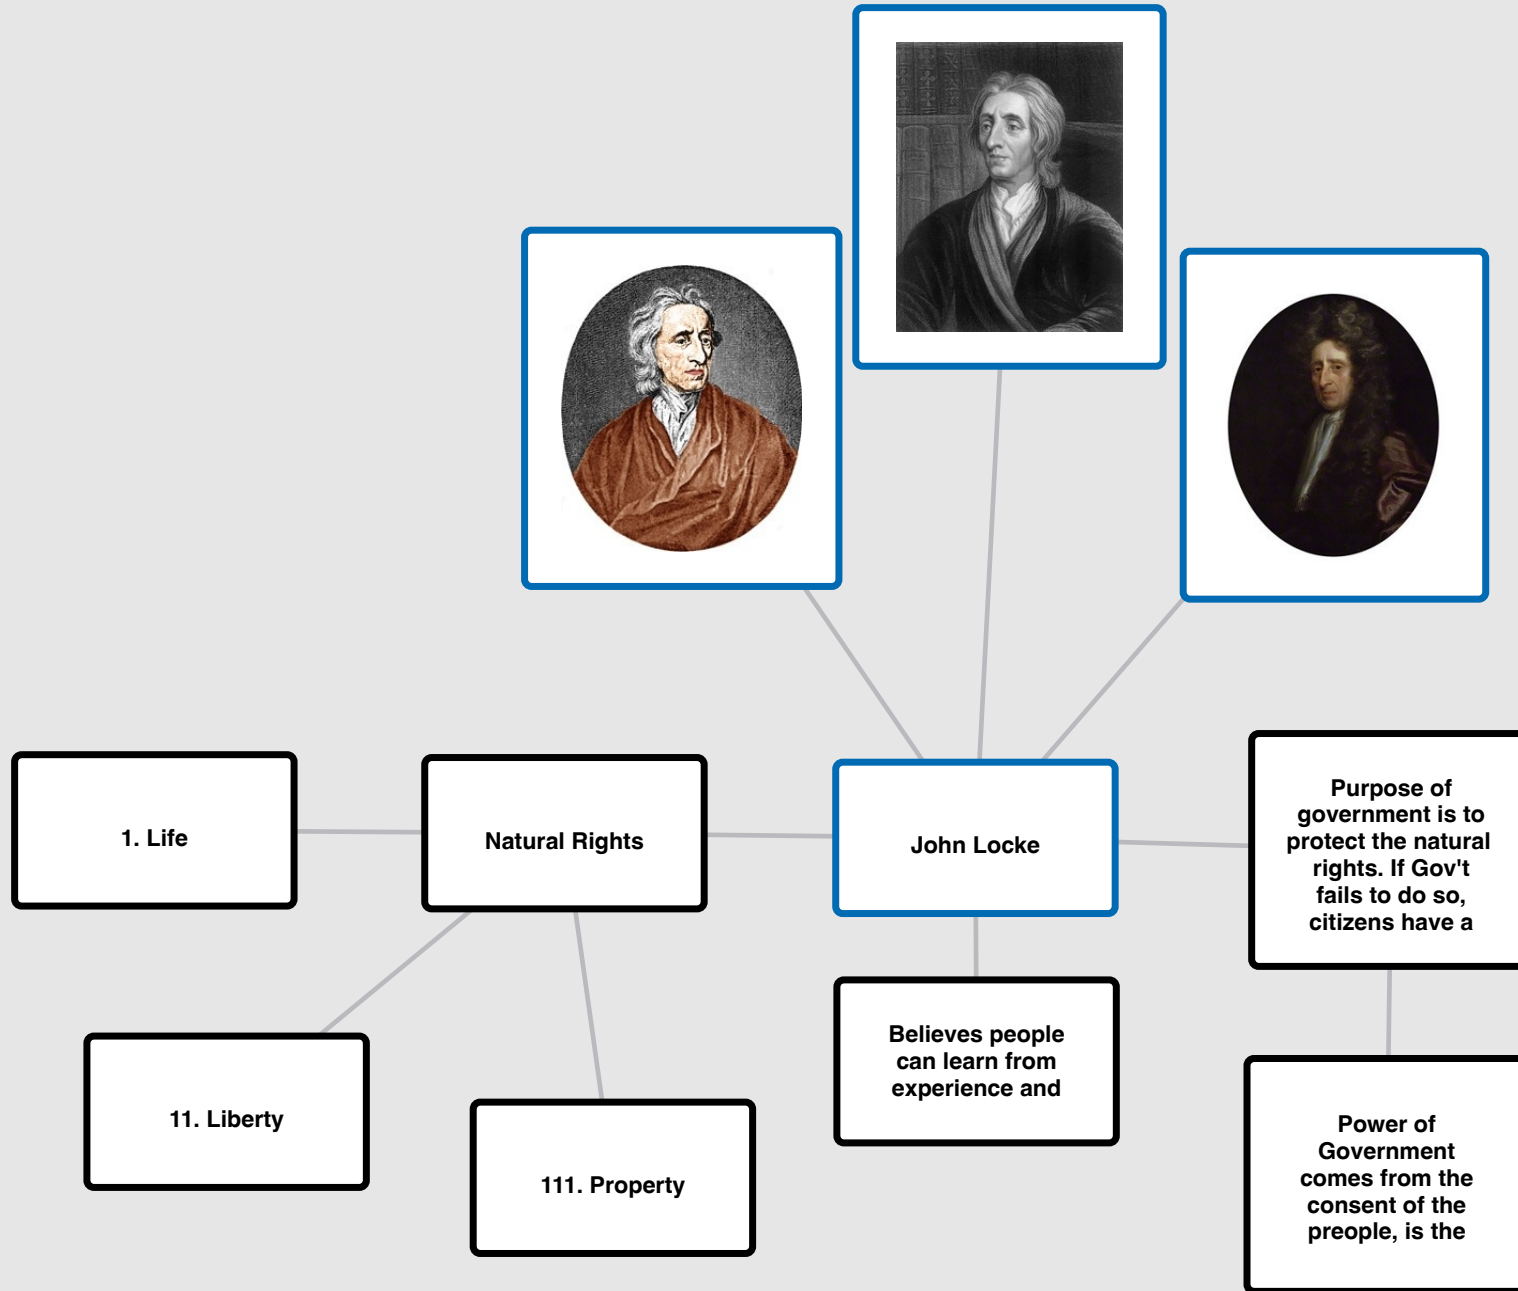 1. Life
Natural Rights
John Locke
Purpose of
government is to
protect the natural
rights. If Gov't
fails to do so,
citizens have a
11. Liberty
111. Property
Believes people
can learn from
experience and
Power of
Government
comes from the
consent of the
preople, is the